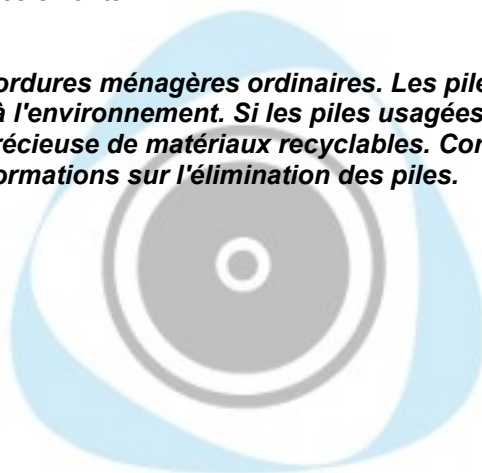 ordures ménagères ordinaires. Les pile
à l'environnement. Si les piles usagées
récieuse de matériaux recyclables. Con
ormations sur l'élimination des piles.